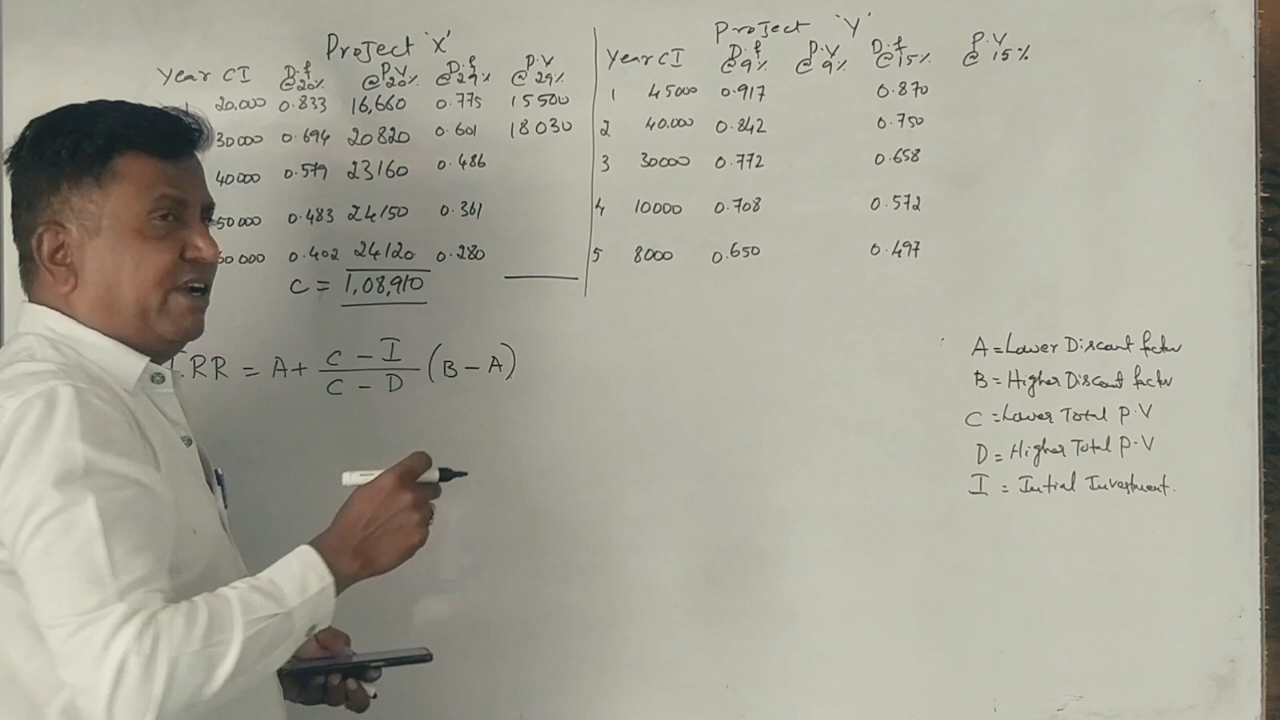 Project 'X'
Year CI D.f @20% P.V @20% D.f @29% P.V @29%
20,000 0.833 16,660 0.775 15500
30000 0.694 20820 0.601 18030
40000 0.579 23160 0.486
50000 0.483 24150 0.361
60000 0.402 24120 0.280
C = 1,08,910
IRR = A + C - I / C - D (B - A)
Project 'Y'
Year CI D.f @9% P.V @9% D.f @15% P.V @15%
1 45000 0.917 0.870
2 40.000 0.842 0.750
3 30000 0.772 0.658
4 10000 0.708 0.572
5 8000 0.650 0.497
A = Lower Discount factor
B = Higher Discount factor
C = Lower Total P.V
D = Higher Total P.V
I = Initial Investment.